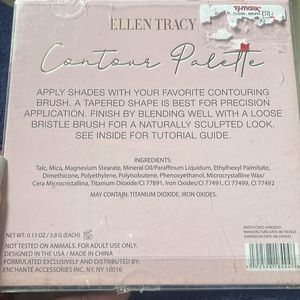 ELLEN TRACY
Contour Palette
APPLY SHADES WITH YOUR FAVORITE CONTOURING
BRUSH. A TAPERED SHAPE IS BEST FOR PRECISION
APPLICATION. FINISH BY BLENDING WELL WITH A LOOSE
BRISTLE BRUSH FOR A NATURALLY SCULPTED LOOK.
SEE INSIDE FOR TUTORIAL GUIDE.
INGREDIENTS:
Talc, Mica, Magnesium Stearate, Mineral Oil/Paraffinum Liquidum, Ethylhexyl Palmitate,
Dimethicone, Polyethylene, Polyisobutene, Phenoxyethanol, Microcrystalline Wax/
Cera Microcristallina, Titanium Dioxide/CI 77891, Iron Oxides/CI 77491, CI 77499, CI 77492
MAY CONTAIN: TITANIUM DIOXIDE, IRON OXIDES.
NET WT: 0.13 OZ / 3.8 G (EACH)
NOT TESTED ON ANIMALS. FOR ADULT USE ONLY.
DESIGNED IN THE USA / MADE IN CHINA
FORMULATED EXCLUSIVELY AND DISTRIBUTED BY:
ENCHANTE ACCESSORIES INC. NY, NY 10016
MANUFACTURE DATE:
EXPIRATION DATE: